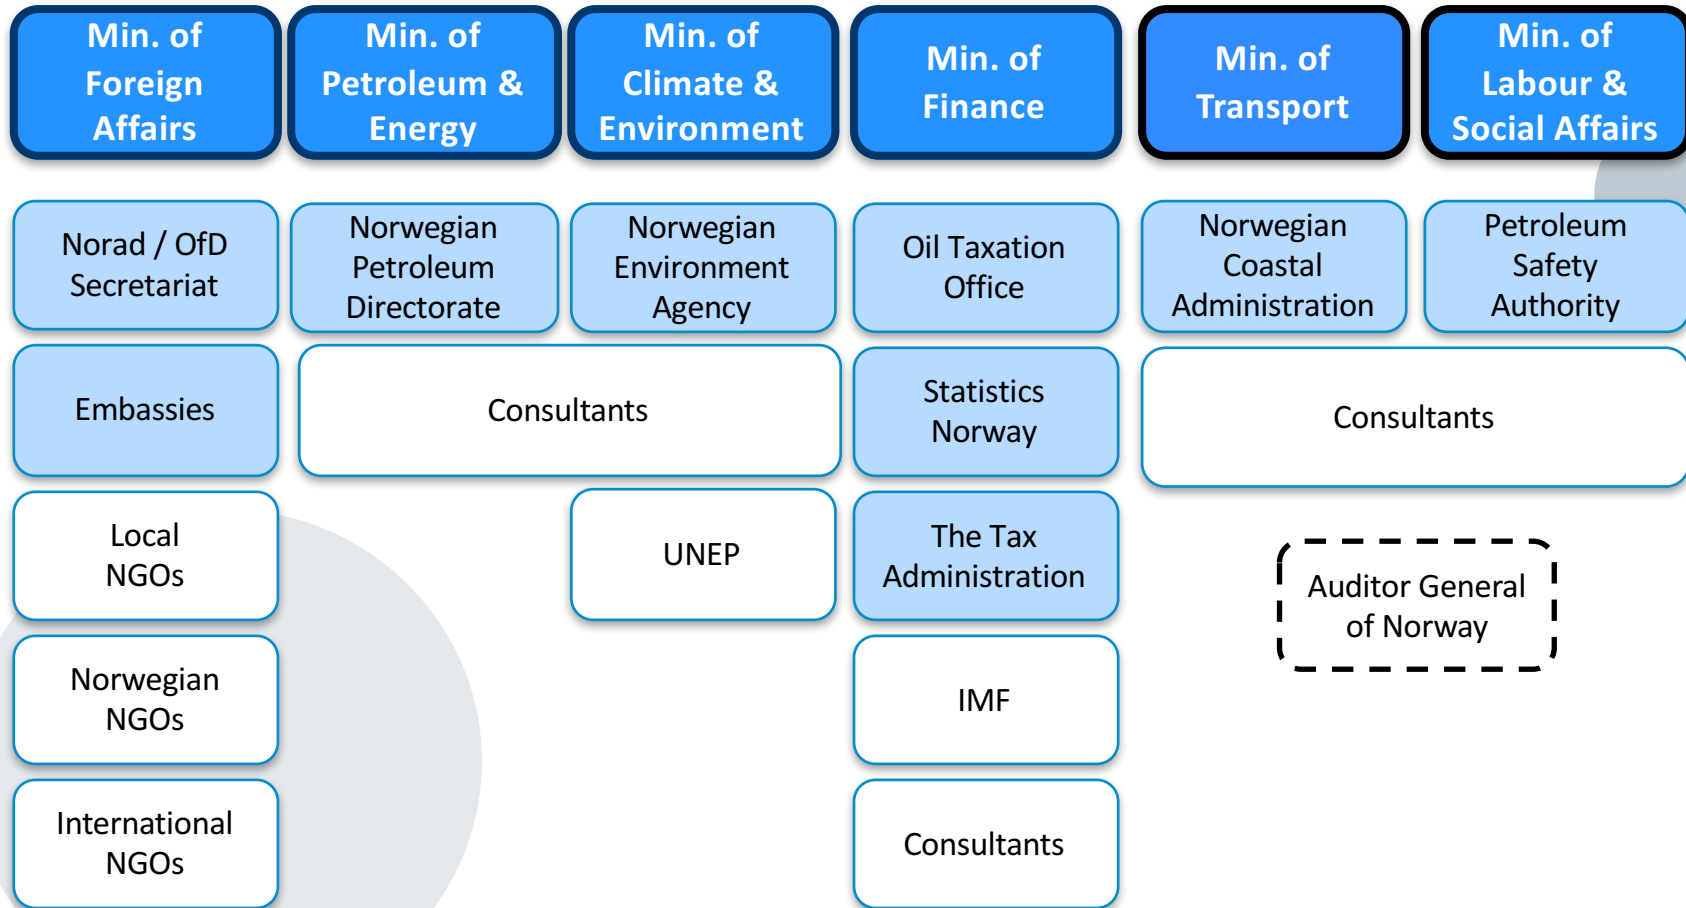 Min. of
Foreign
Affairs
Min. of
Petroleum &
Energy
Min. of
Climate &
Environment
Min. of
Finance
Min. of
Transport
Min. of
Labour &
Social Affairs
Norad / OfD
Secretariat
Norwegian
Petroleum
Directorate
Norwegian
Environment
Agency
Oil Taxation
Office
Norwegian
Coastal
Administration
Petroleum
Safety
Authority
Embassies
Consultants
Statistics
Norway
Consultants
Local
NGOs
UNEP
The Tax
Administration
Auditor General
of Norway
Norwegian
NGOs
IMF
International
NGOs
Consultants